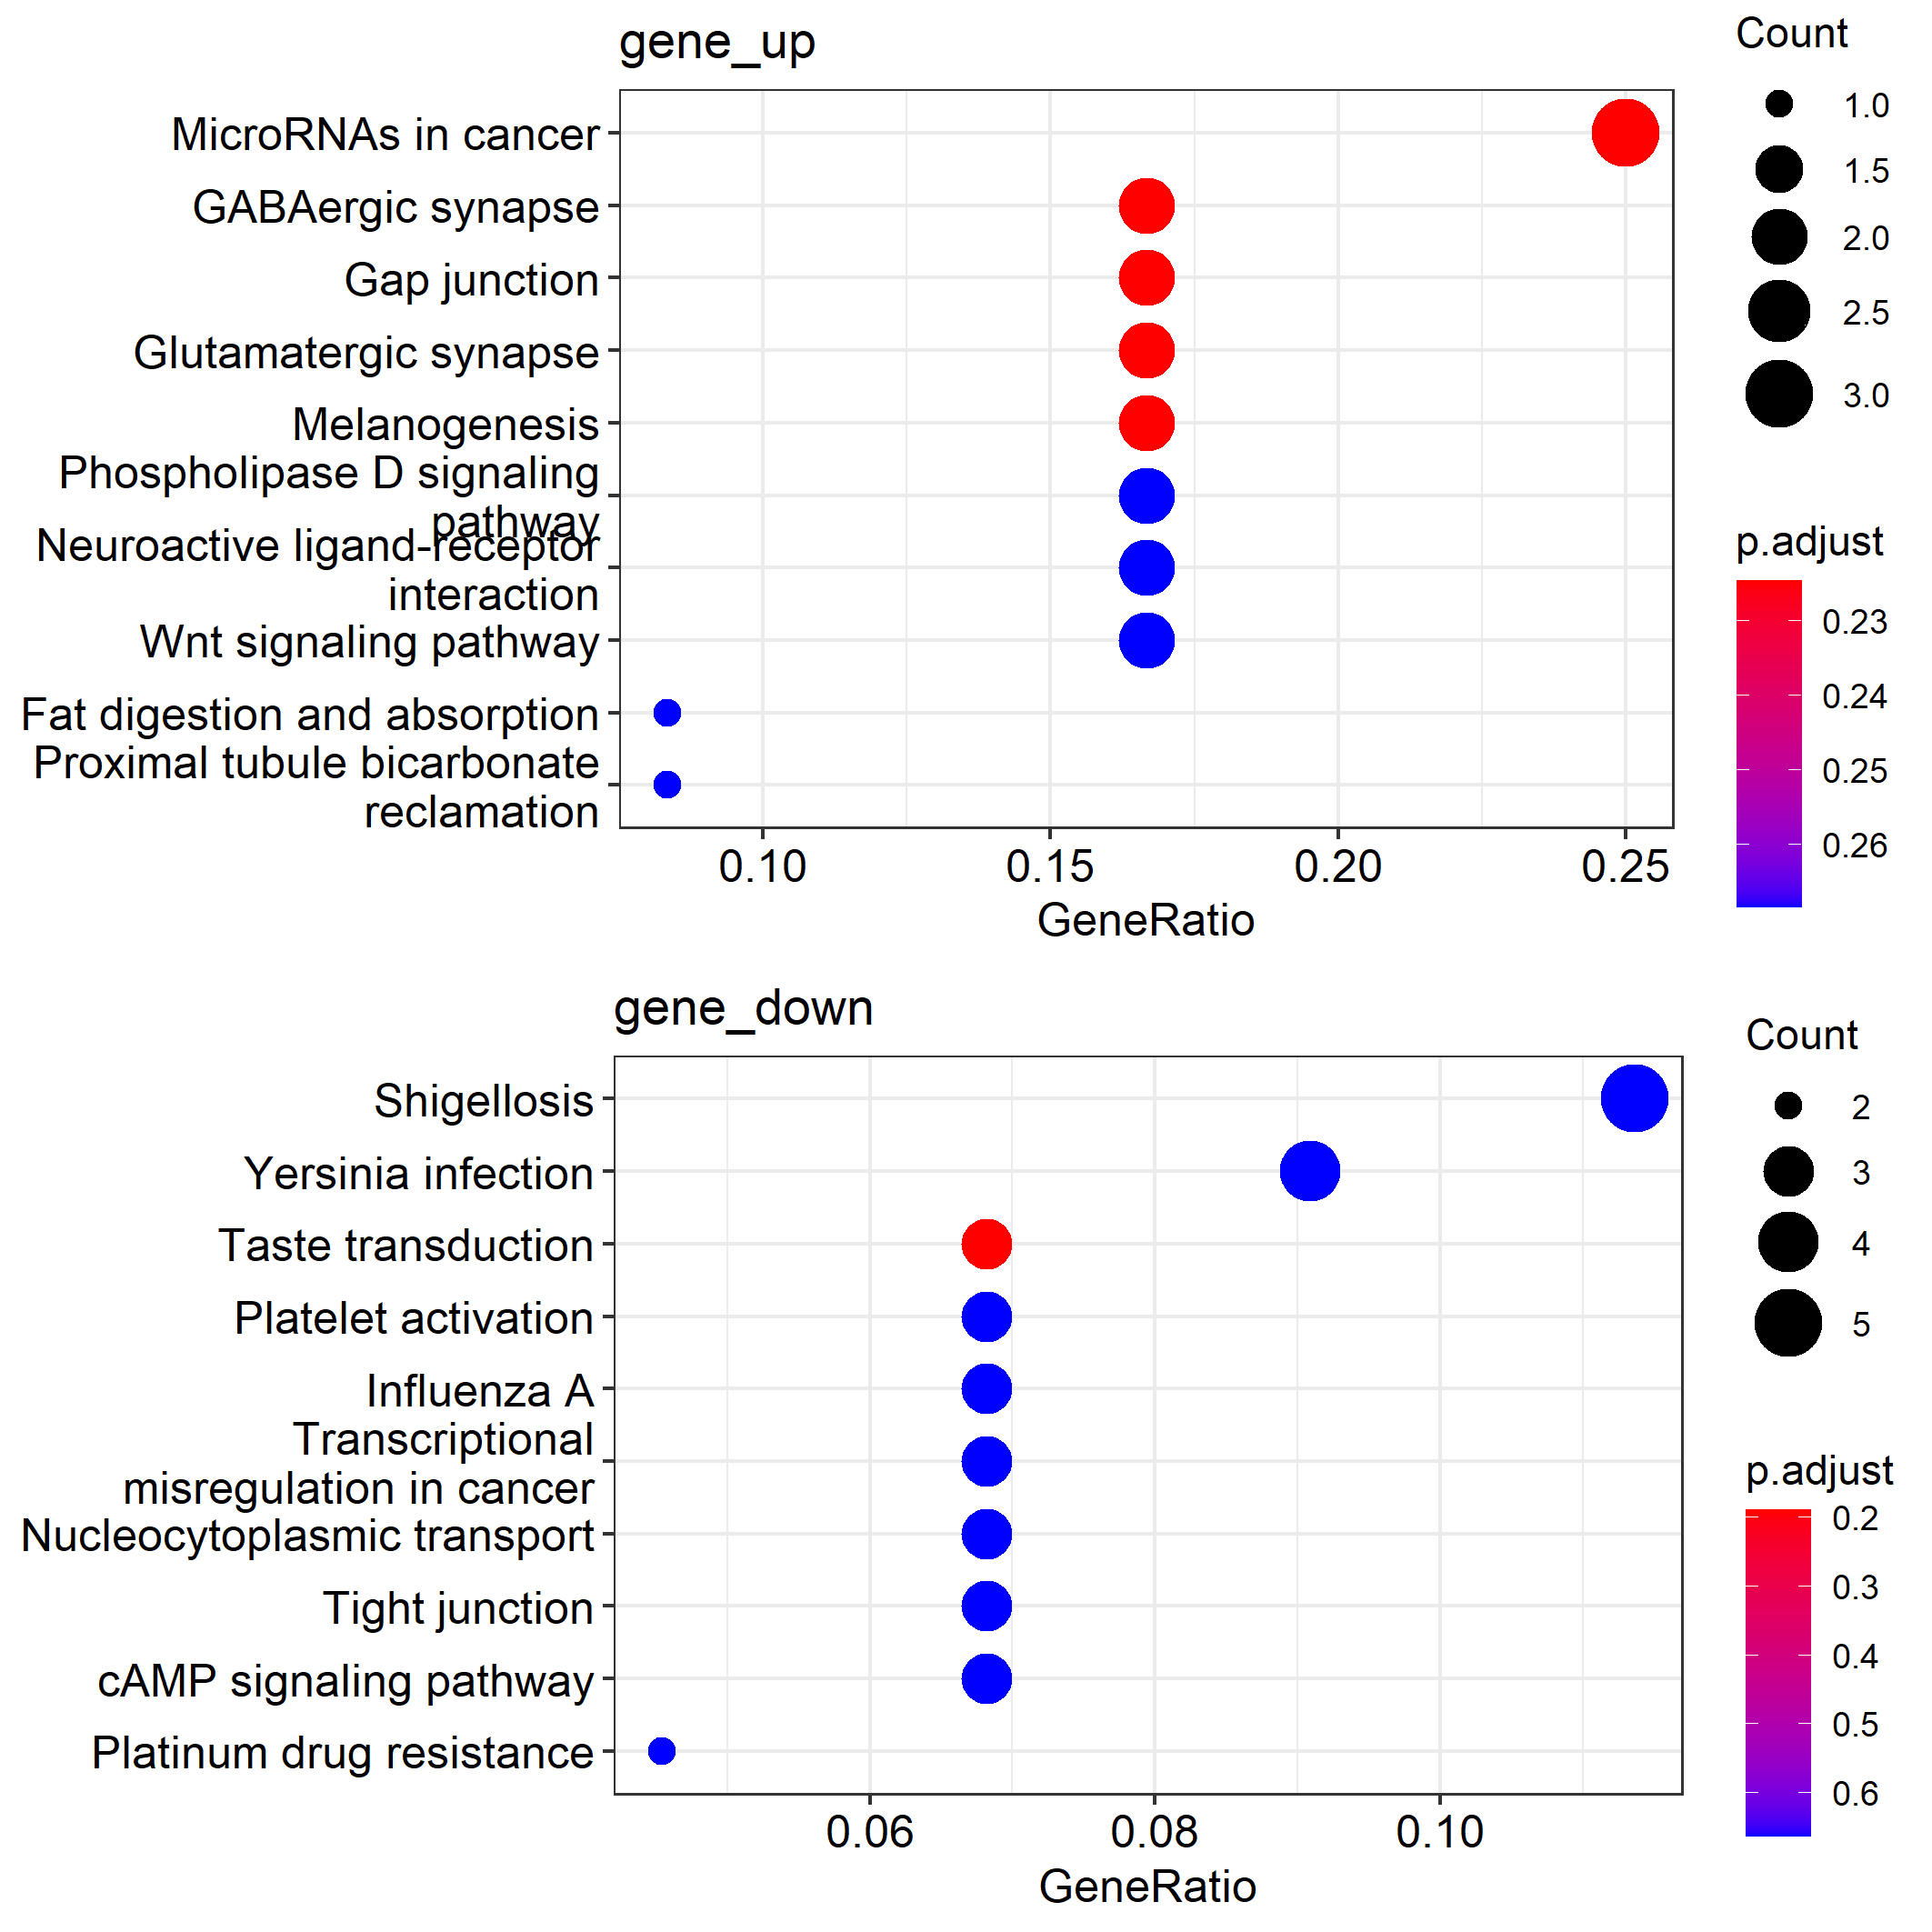 gene_up
MicroRNAs in cancer
GABAergic synapse
Gap junction
Glutamatergic synapse
Melanogenesis
Phospholipase D signaling
pathway
Neuroactive ligand-receptor
interaction
Wnt signaling pathway
Fat digestion and absorption
Proximal tubule bicarbonate
reclamation
0.10 0.15 0.20 0.25
GeneRatio
Count
1.0
1.5
2.0
2.5
3.0
p.adjust
0.23
0.24
0.25
0.26
gene_down
Shigellosis
Yersinia infection
Taste transduction
Platelet activation
Influenza A
Transcriptional
misregulation in cancer
Nucleocytoplasmic transport
Tight junction
cAMP signaling pathway
Platinum drug resistance
0.06 0.08 0.10
GeneRatio
Count
2
3
4
5
p.adjust
0.2
0.3
0.4
0.5
0.6